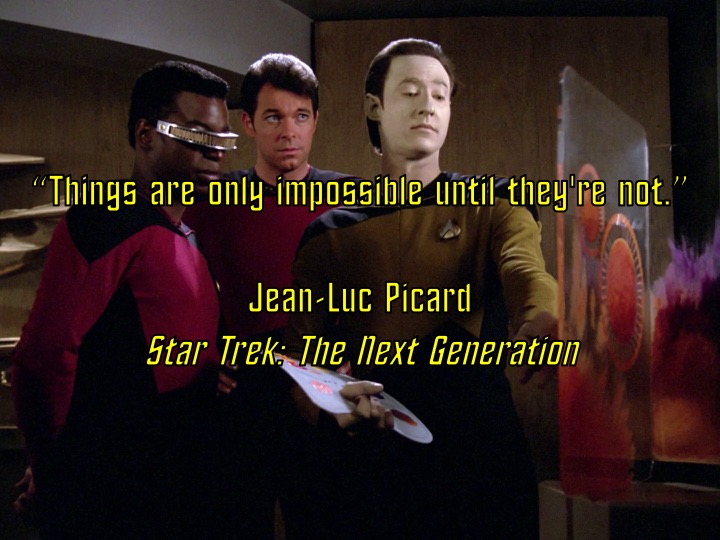 “Things are only impossible until they're not.”
Jean-Luc Picard
Star Trek: The Next Generation